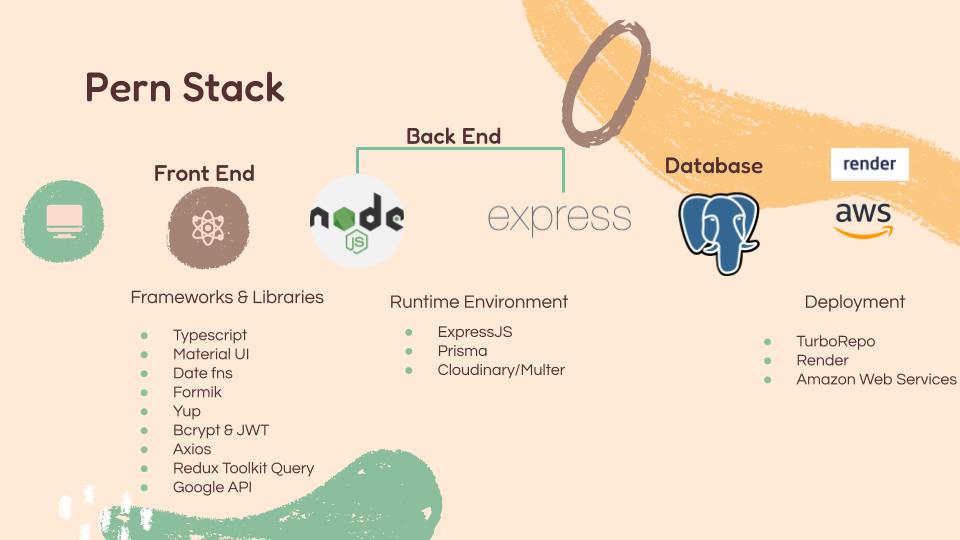 Pern Stack
Back End
Front End
Database
render
node
JS
express
aws
Frameworks & Libraries
Typescript
Material UI
Date fns
Formik
Yup
Bcrypt & JWT
Axios
Redux Toolkit Query
Google API
Runtime Environment
ExpressJS
Prisma
Cloudinary/Multer
Deployment
TurboRepo
Render
Amazon Web Services